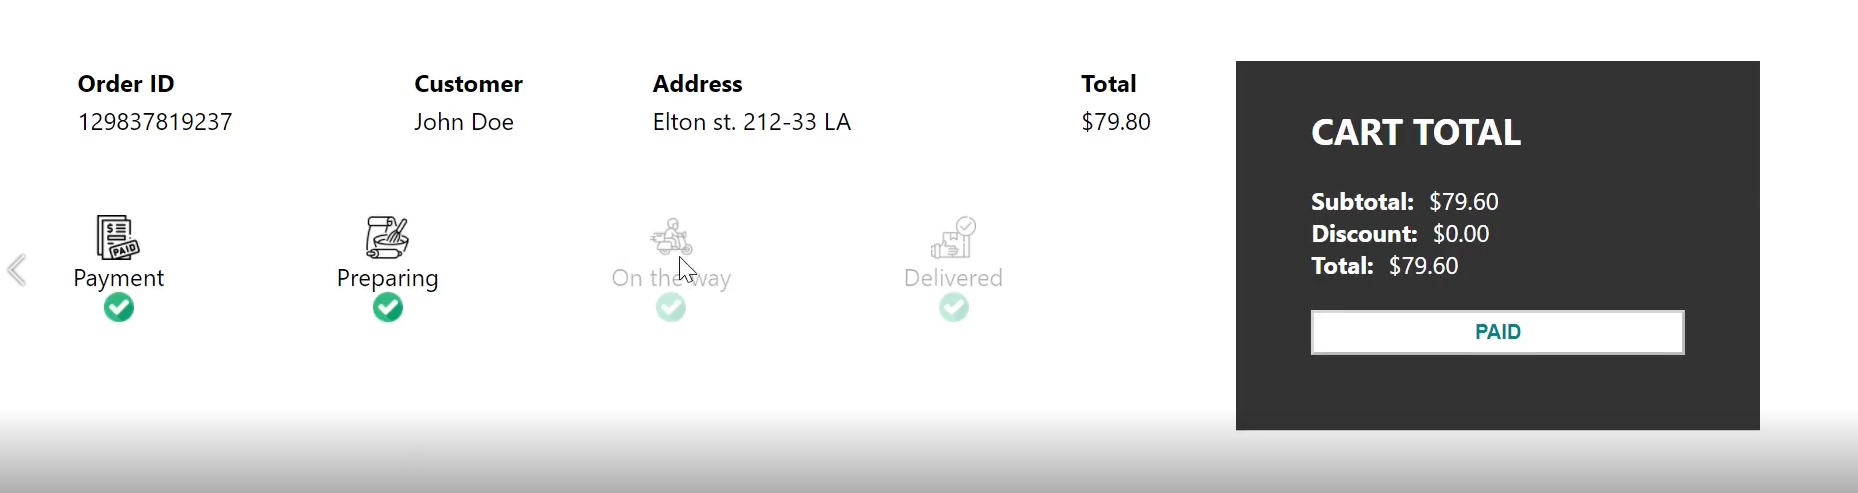 Order ID Customer Address Total
129837819237 John Doe Elton st. 212-33 LA $79.80
Payment Preparing On the way Delivered
CART TOTAL
Subtotal: $79.60
Discount: $0.00
Total: $79.60
PAID